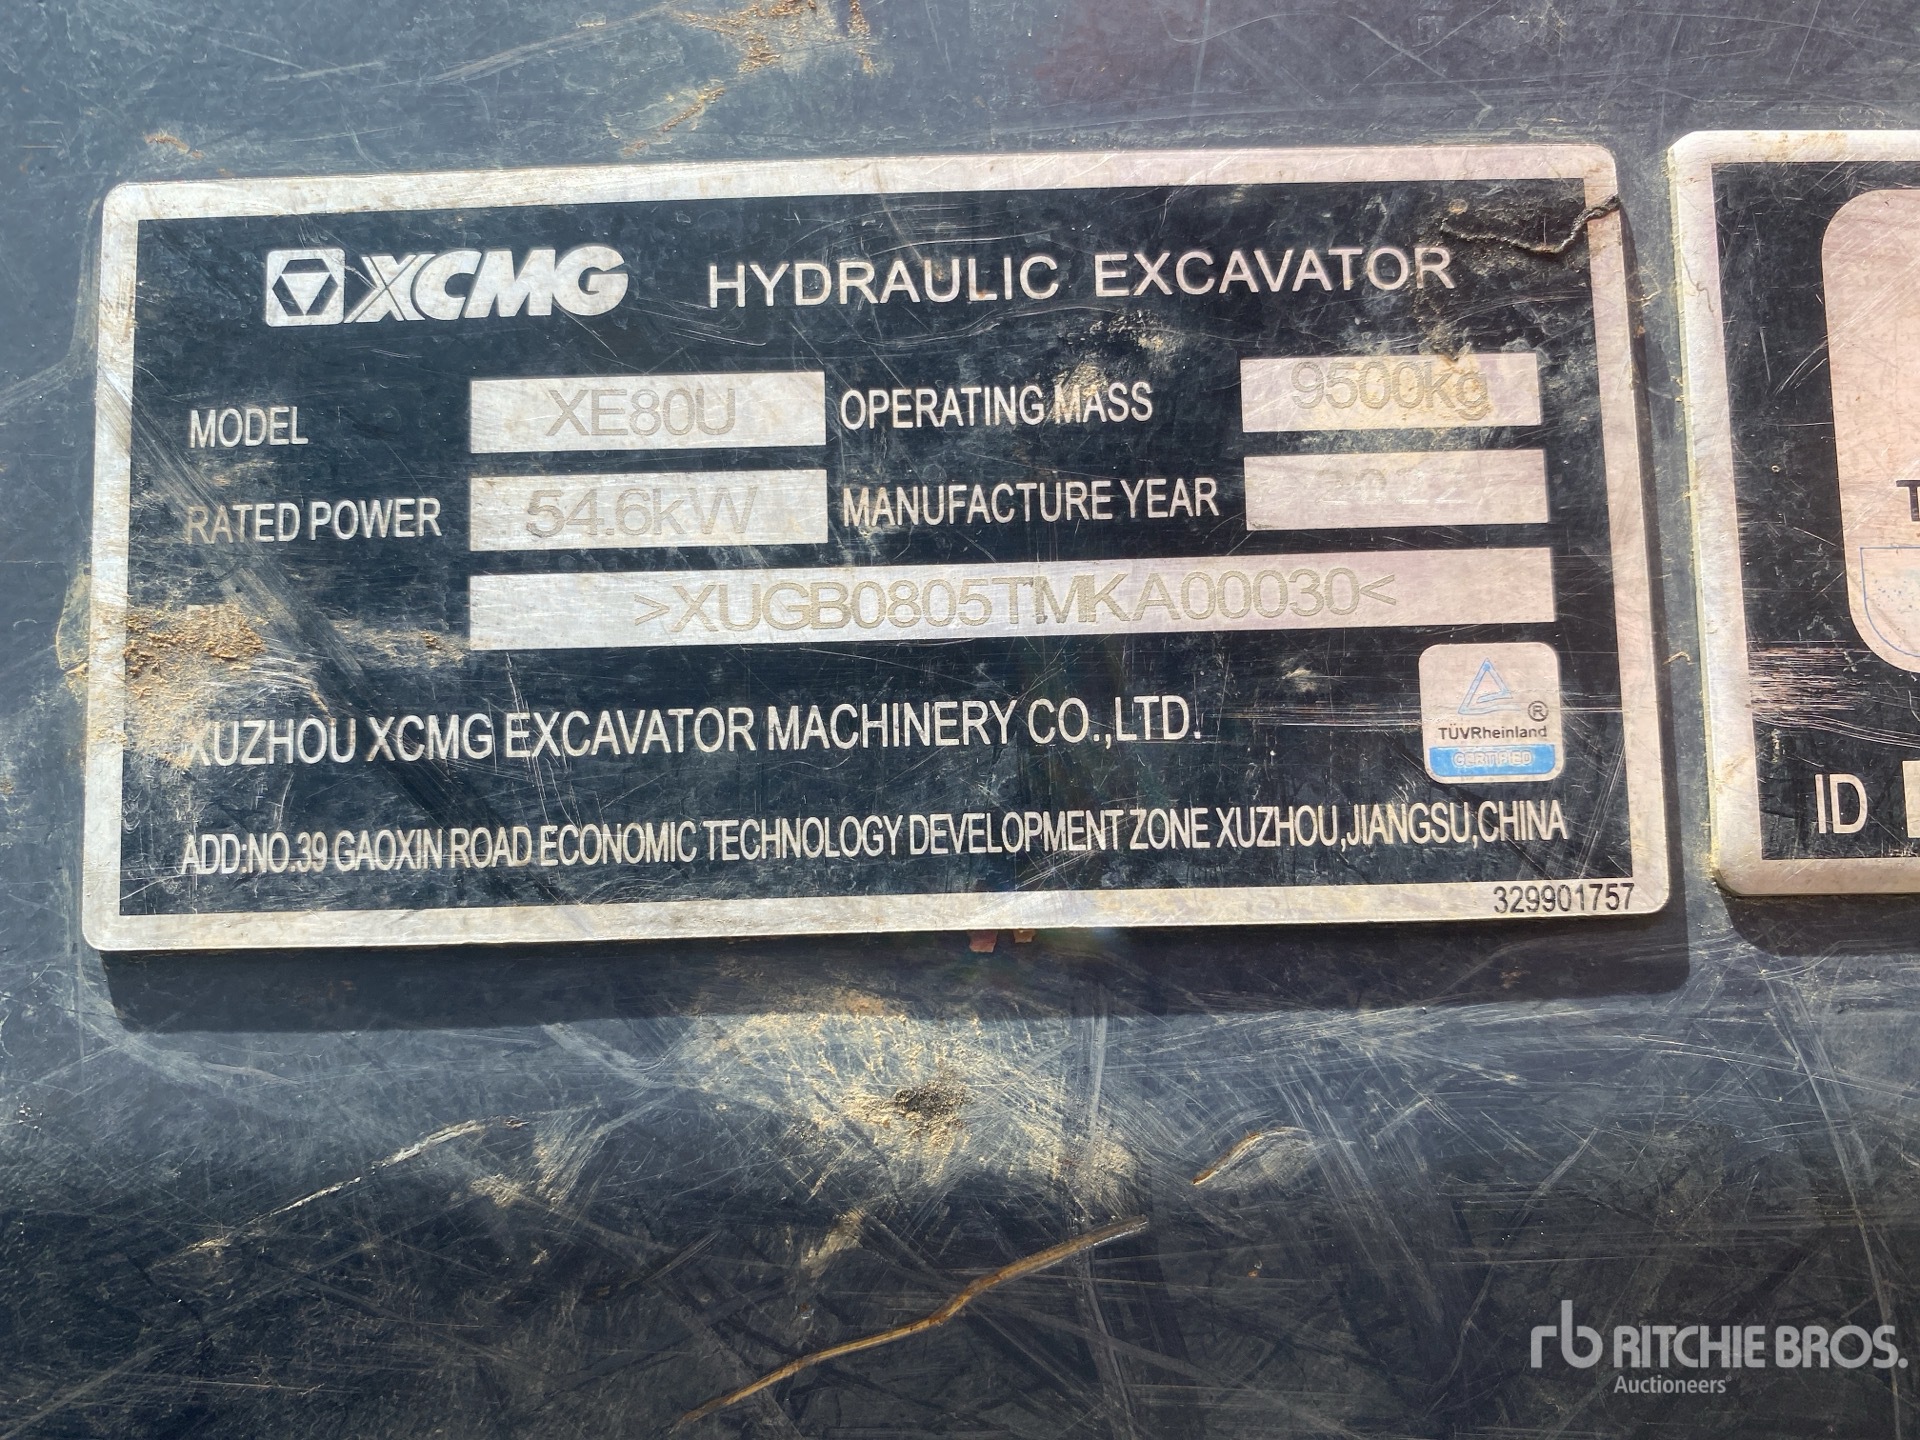 XCMG HYDRAULIC EXCAVATOR
MODEL XE80U OPERATING MASS 9500kg
RATED POWER 54.6kW MANUFACTURE YEAR
>XUGB0805TMKA00030<
XUZHOU XCMG EXCAVATOR MACHINERY CO.,LTD.
TÜVRheinland ®
CERTIFIED
ADD:NO.39 GAOXIN ROAD ECONOMIC TECHNOLOGY DEVELOPMENT ZONE XUZHOU,JIANGSU,CHINA
329901757
T
ID
rb RITCHIE BROS.
Auctioneers